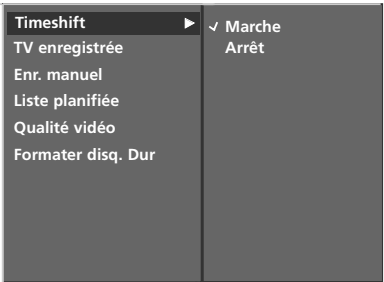 Timeshift
TV enregistrée
Enr. manuel
Liste planifiée
Qualité vidéo
Formater disq. Dur
Marche
Arrêt